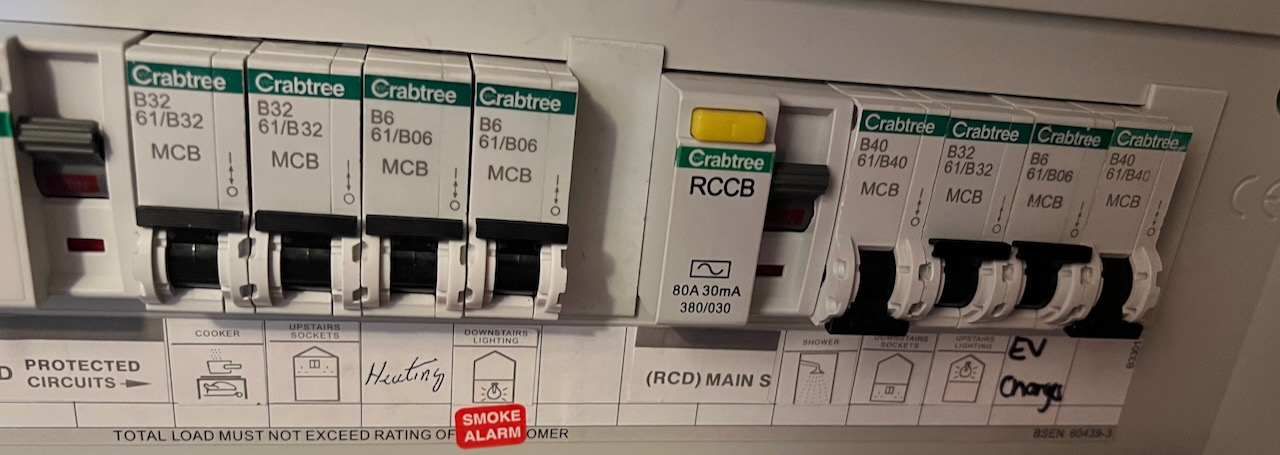 Crabtree
B32
61/B32
MCB
Crabtree
B32
61/B32
MCB
Crabtree
B6
61/B06
MCB
Crabtree
B6
61/B06
MCB
Crabtree
RCCB
80A 30mA
380/030
Crabtree
B40
61/B40
MCB
Crabtree
B32
61/B32
MCB
Crabtree
B6
61/B06
MCB
Crabtree
B40
61/B40
MCB
CE
D PROTECTED
CIRCUITS
COOKER
UPSTAIRS
SOCKETS
Heating
DOWNSTAIRS
LIGHTING
(RCD) MAIN S
SHOWER
DOWNSTAIRS
SOCKETS
UPSTAIRS
LIGHTING
EV
Charge
SMOKE
ALARM
TOTAL LOAD MUST NOT EXCEED RATING OF OMER
BSEN 60439-3